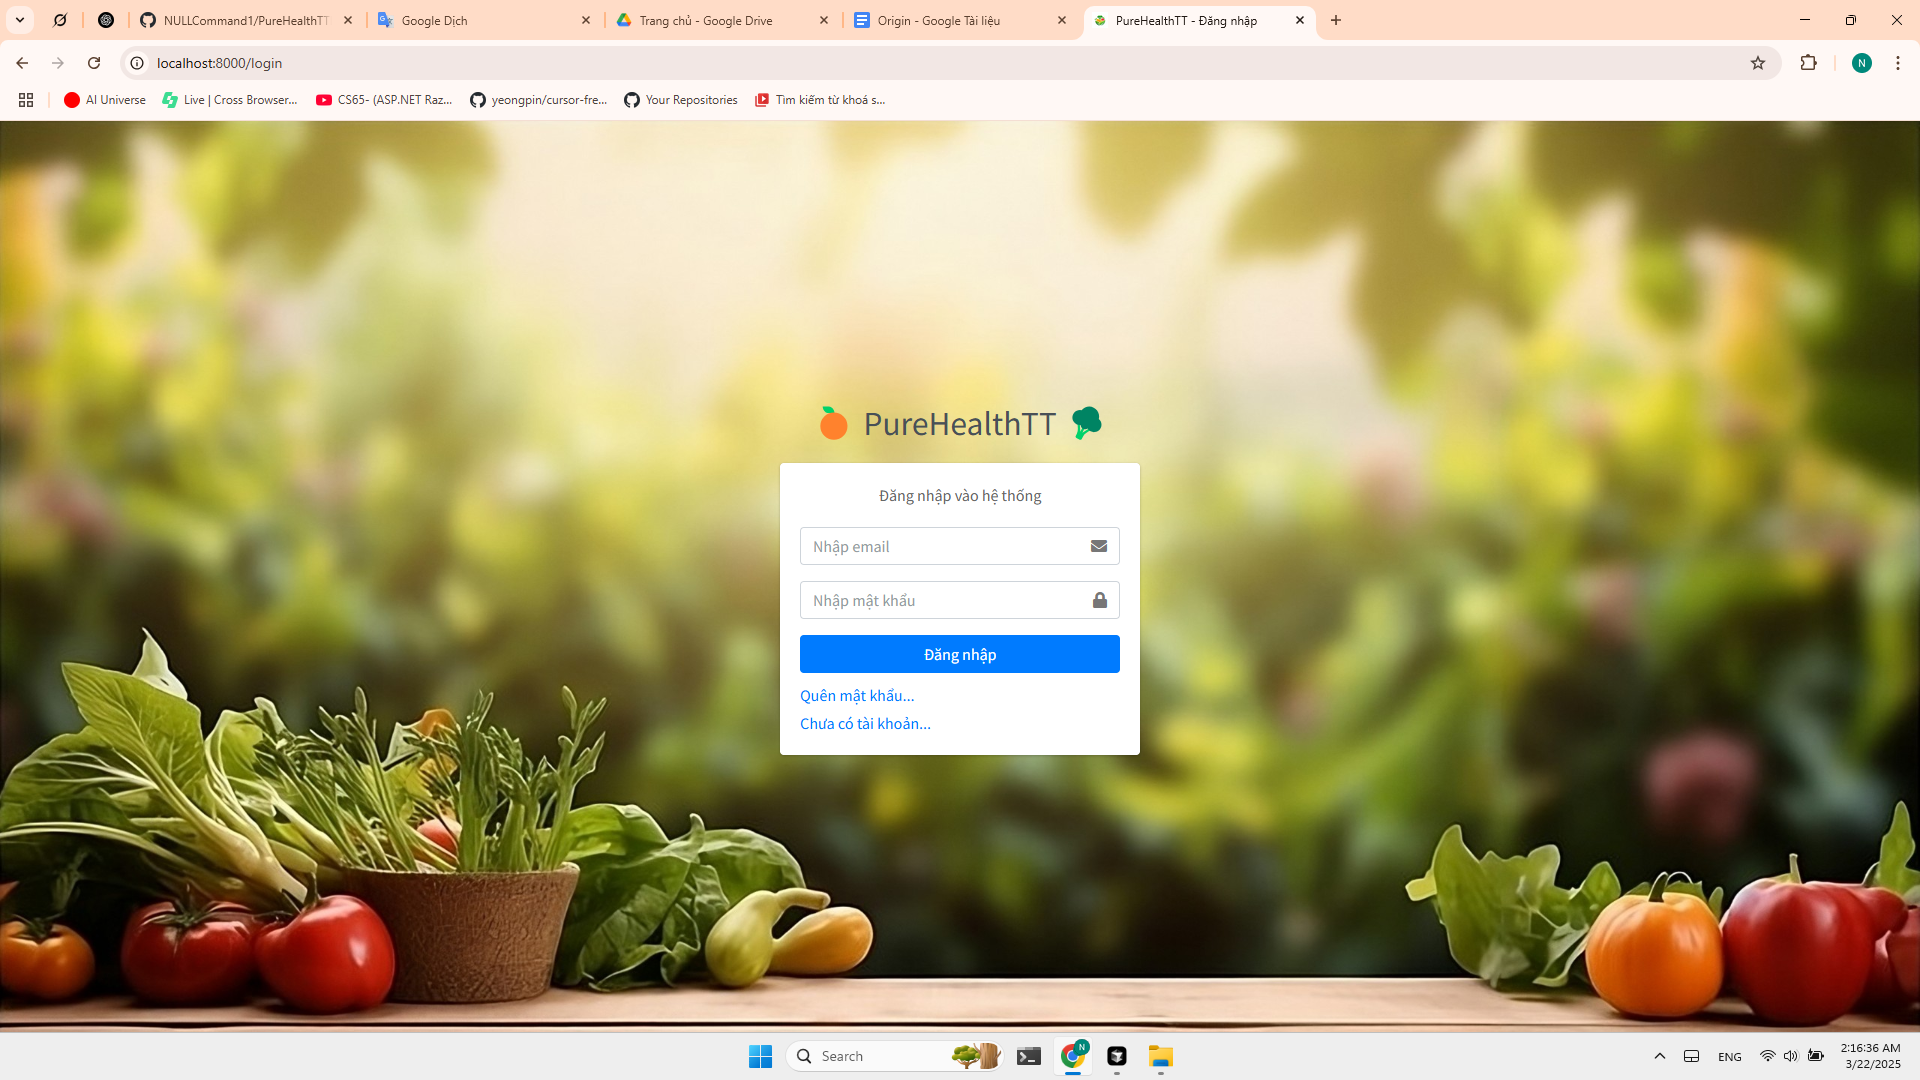 NULLCommand1/PureHealthTT
Google Dịch
Trang chủ - Google Drive
Origin - Google Tài liệu
PureHealthTT - Đăng nhập
localhost:8000/login
N
AI Universe
Live | Cross Browser...
CS65- (ASP.NET Raz...
yeongpin/cursor-fre...
Your Repositories
Tìm kiếm từ khoá s...
PureHealthTT
Đăng nhập vào hệ thống
Nhập email
Nhập mật khẩu
Đăng nhập
Quên mật khẩu...
Chưa có tài khoản...
Search
N
ENG
2:16:36 AM
3/22/2025